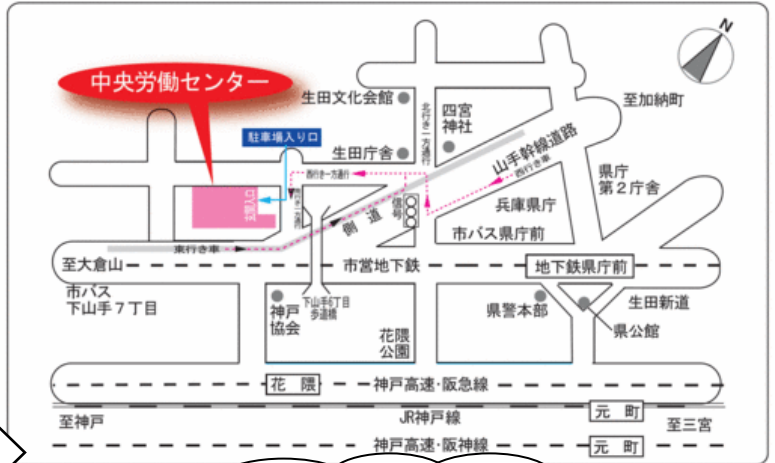 中央労働センター
生田文化会館
北行き一方通行
四宮
神社
至加納町
駐車場入り口
生田庁舎
山手幹線道路
西行き車
西行き一方通行
県庁
第2庁舎
玄関入口
信号
兵庫県庁
側道
市バス県庁前
東行き車
至大倉山
市営地下鉄
地下鉄県庁前
市バス
下山手7丁目
神戸
協会
下山手6丁目
歩道橋
県警本部
生田新道
県公館
花隈
公園
花隈
神戸高速・阪急線
至神戸
JR神戸線
元町
至三宮
神戸高速・阪神線
元町